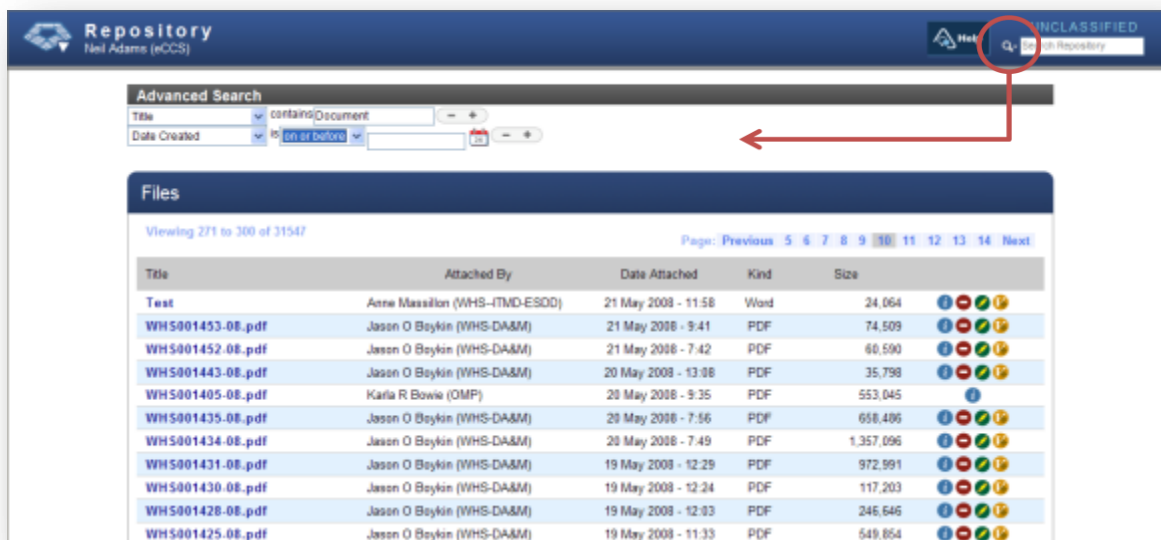 Repository
Neil Adams (eCCS)
Help
UNCLASSIFIED
Search Repository
Advanced Search
Title contains Document - +
Date Created is on or before - +
Files
Viewing 271 to 300 of 31547
Page: Previous 5 6 7 8 9 10 11 12 13 14 Next
Title Attached By Date Attached Kind Size
Test Anne Massillon (WHS--ITMD-ESDD) 21 May 2008 - 11:58 Word 24,064
WHS001453-08.pdf Jason O Boykin (WHS-DA&M) 21 May 2008 - 9:41 PDF 74,509
WHS001452-08.pdf Jason O Boykin (WHS-DA&M) 21 May 2008 - 7:42 PDF 60,590
WHS001443-08.pdf Jason O Boykin (WHS-DA&M) 20 May 2008 - 13:08 PDF 35,798
WHS001405-08.pdf Karla R Bowie (OMP) 20 May 2008 - 9:35 PDF 553,045
WHS001435-08.pdf Jason O Boykin (WHS-DA&M) 20 May 2008 - 7:56 PDF 658,486
WHS001434-08.pdf Jason O Boykin (WHS-DA&M) 20 May 2008 - 7:49 PDF 1,357,096
WHS001431-08.pdf Jason O Boykin (WHS-DA&M) 19 May 2008 - 12:29 PDF 972,991
WHS001430-08.pdf Jason O Boykin (WHS-DA&M) 19 May 2008 - 12:24 PDF 117,203
WHS001428-08.pdf Jason O Boykin (WHS-DA&M) 19 May 2008 - 12:03 PDF 246,646
WHS001425-08.pdf Jason O Boykin (WHS-DA&M) 19 May 2008 - 11:33 PDF 549,854